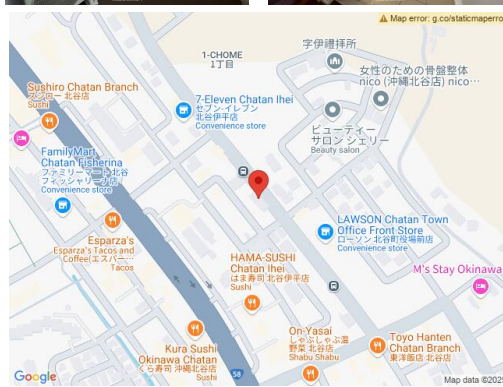 Map error: g.co/staticmaperro
1-CHOME
1丁目
字伊禮拝所
女性のための骨盤整体
nico (沖縄北谷店) nico…
Sushiro Chatan Branch
スシロー 北谷店
Sushi
7-Eleven Chatan Ihei
セブン-イレブン
北谷伊平店
Convenience store
ビューティー
サロン シェリー
Beauty salon
FamilyMart
Chatan Fisherina
ファミリーマート北谷
フィッシャリーナ店
Convenience store
LAWSON Chatan Town
Office Front Store
ローソン 北谷町役場前店
Convenience store
Esparza's
Esparza's Tacos and
Coffee(エスパー…
Tacos
HAMA-SUSHI
Chatan Ihei
はま寿司 北谷伊平店
Sushi
M's Stay Okinawa
On-Yasai
しゃぶしゃぶ温
野菜 北谷店
Shabu Shabu
Toyo Hanten
Chatan Branch
東洋飯店 北谷店
Kura Sushi
Okinawa Chatan
くら寿司 沖縄北谷店
Sushi
58
Google
Map data ©202